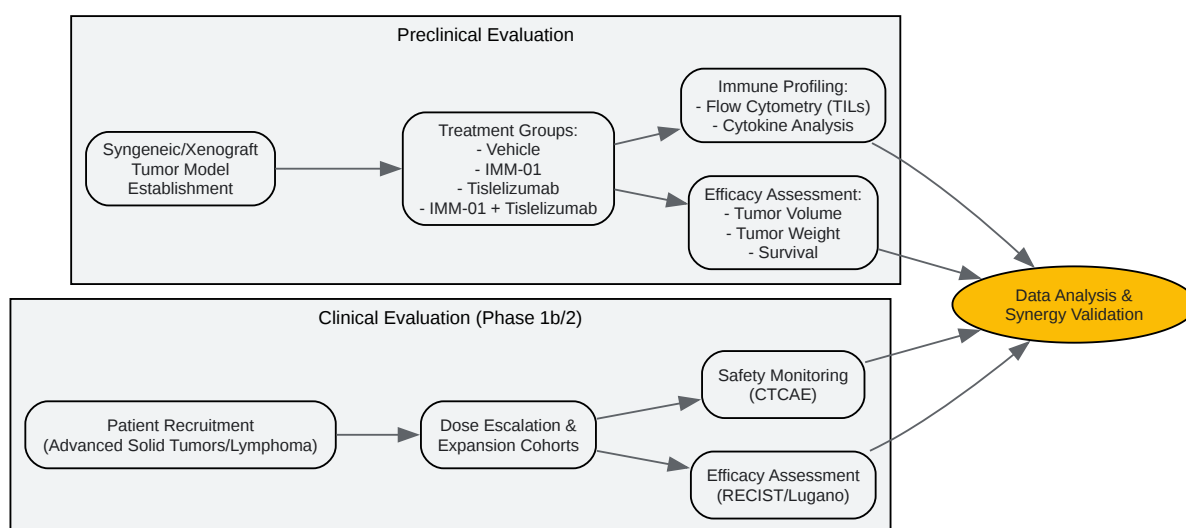 Preclinical Evaluation
Syngeneic/Xenograft
Tumor Model
Establishment
Treatment Groups:
- Vehicle
- IMM-01
- Tislelizumab
- IMM-01 + Tislelizumab
Immune Profiling:
- Flow Cytometry (TILs)
- Cytokine Analysis
Efficacy Assessment:
- Tumor Volume
- Tumor Weight
- Survival
Clinical Evaluation (Phase 1b/2)
Patient Recruitment
(Advanced Solid Tumors/Lymphoma)
Dose Escalation &
Expansion Cohorts
Safety Monitoring
(CTCAE)
Efficacy Assessment
(RECIST/Lugano)
Data Analysis &
Synergy Validation